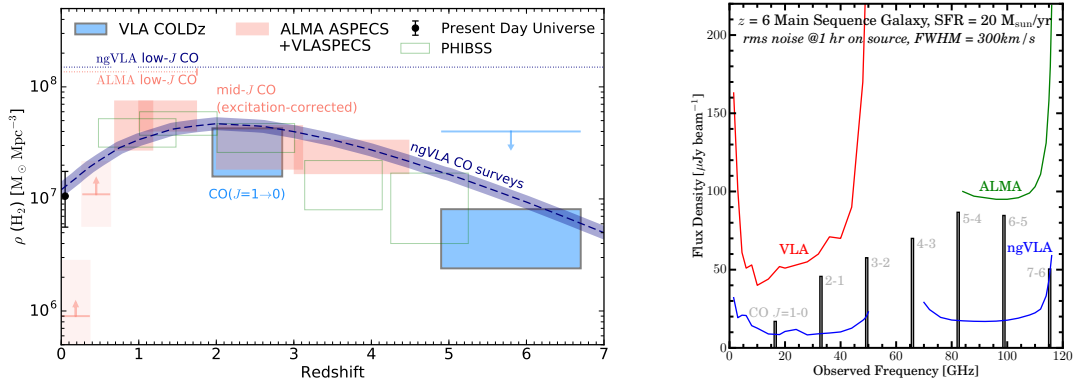 VLA COLDz
ALMA ASPECS
+VLASPECS
Present Day Universe
PHIBSS
ngVLA low-J CO
ALMA low-J CO
mid-J CO
(excitation-corrected)
ngVLA CO surveys
CO(J=1→0)
10⁸
10⁷
10⁶
ρ (H₂) [M⊙ Mpc⁻³]
0 1 2 3 4 5 6 7
Redshift
z = 6 Main Sequence Galaxy, SFR = 20 Msun/yr
rms noise @1 hr on source, FWHM = 300km/s
ALMA
VLA
ngVLA
CO J=1-0
2-1
3-2
4-3
5-4
6-5
7-6
200
150
100
50
0
Flux Density [μJy beam⁻¹]
0 20 40 60 80 100 120
Observed Frequency [GHz]